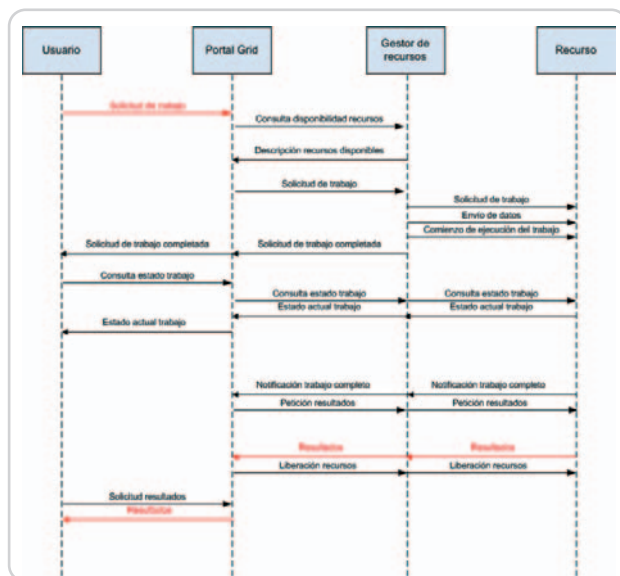 Usuario
Portal Grid
Gestor de
recursos
Recurso
Solicitud de trabajo
Consulta disponibilidad recursos
Descripción recursos disponibles
Solicitud de trabajo
Solicitud de trabajo
Envío de datos
Comienzo de ejecución del trabajo
Solicitud de trabajo completada
Solicitud de trabajo completada
Consulta estado trabajo
Consulta estado trabajo
Consulta estado trabajo
Estado actual trabajo
Estado actual trabajo
Estado actual trabajo
Notificación trabajo completo
Notificación trabajo completo
Petición resultados
Petición resultados
Resultados
Resultados
Liberación recursos
Liberación recursos
Solicitud resultados
Resultados